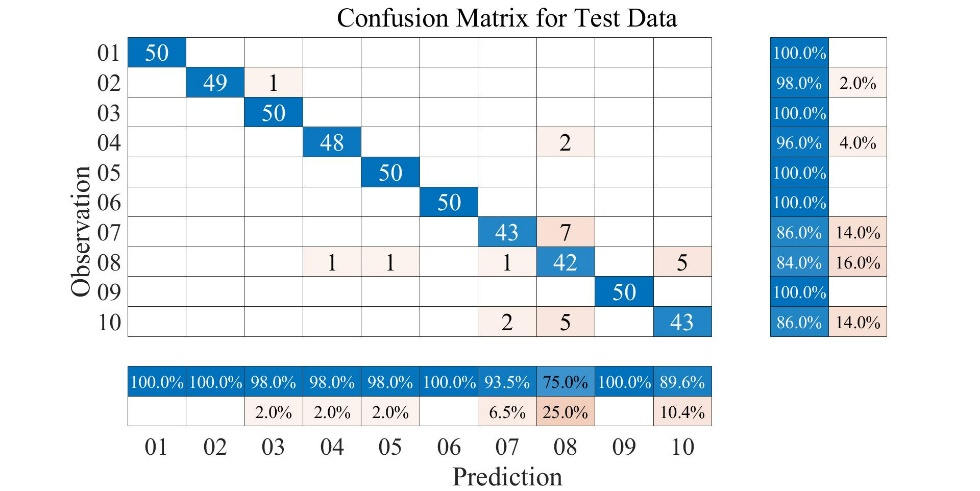 Confusion Matrix for Test Data
01 50 100.0%
02 49 1 98.0% 2.0%
03 50 100.0%
04 48 2 96.0% 4.0%
05 50 100.0%
06 50 100.0%
07 43 7 86.0% 14.0%
08 1 1 1 42 5 84.0% 16.0%
09 50 100.0%
10 2 5 43 86.0% 14.0%
Observation
100.0% 100.0% 98.0% 98.0% 98.0% 100.0% 93.5% 75.0% 100.0% 89.6%
2.0% 2.0% 2.0% 6.5% 25.0% 10.4%
01 02 03 04 05 06 07 08 09 10
Prediction